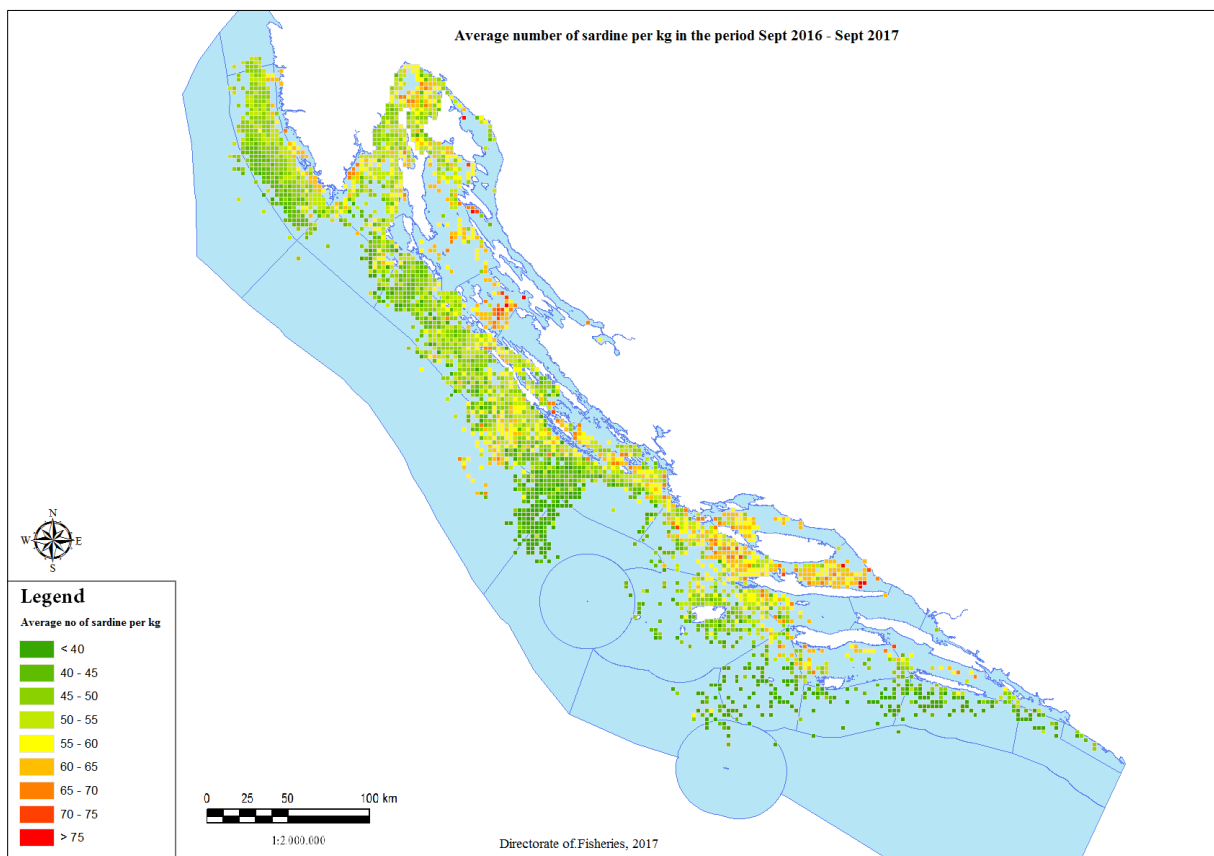 Average number of sardine per kg in the period Sept 2016 - Sept 2017
N
W E
S
Legend
Average no of sardine per kg
< 40
40 - 45
45 - 50
50 - 55
55 - 60
60 - 65
65 - 70
70 - 75
> 75
0 25 50 100 km
1:2.000.000
Directorate of.Fisheries, 2017